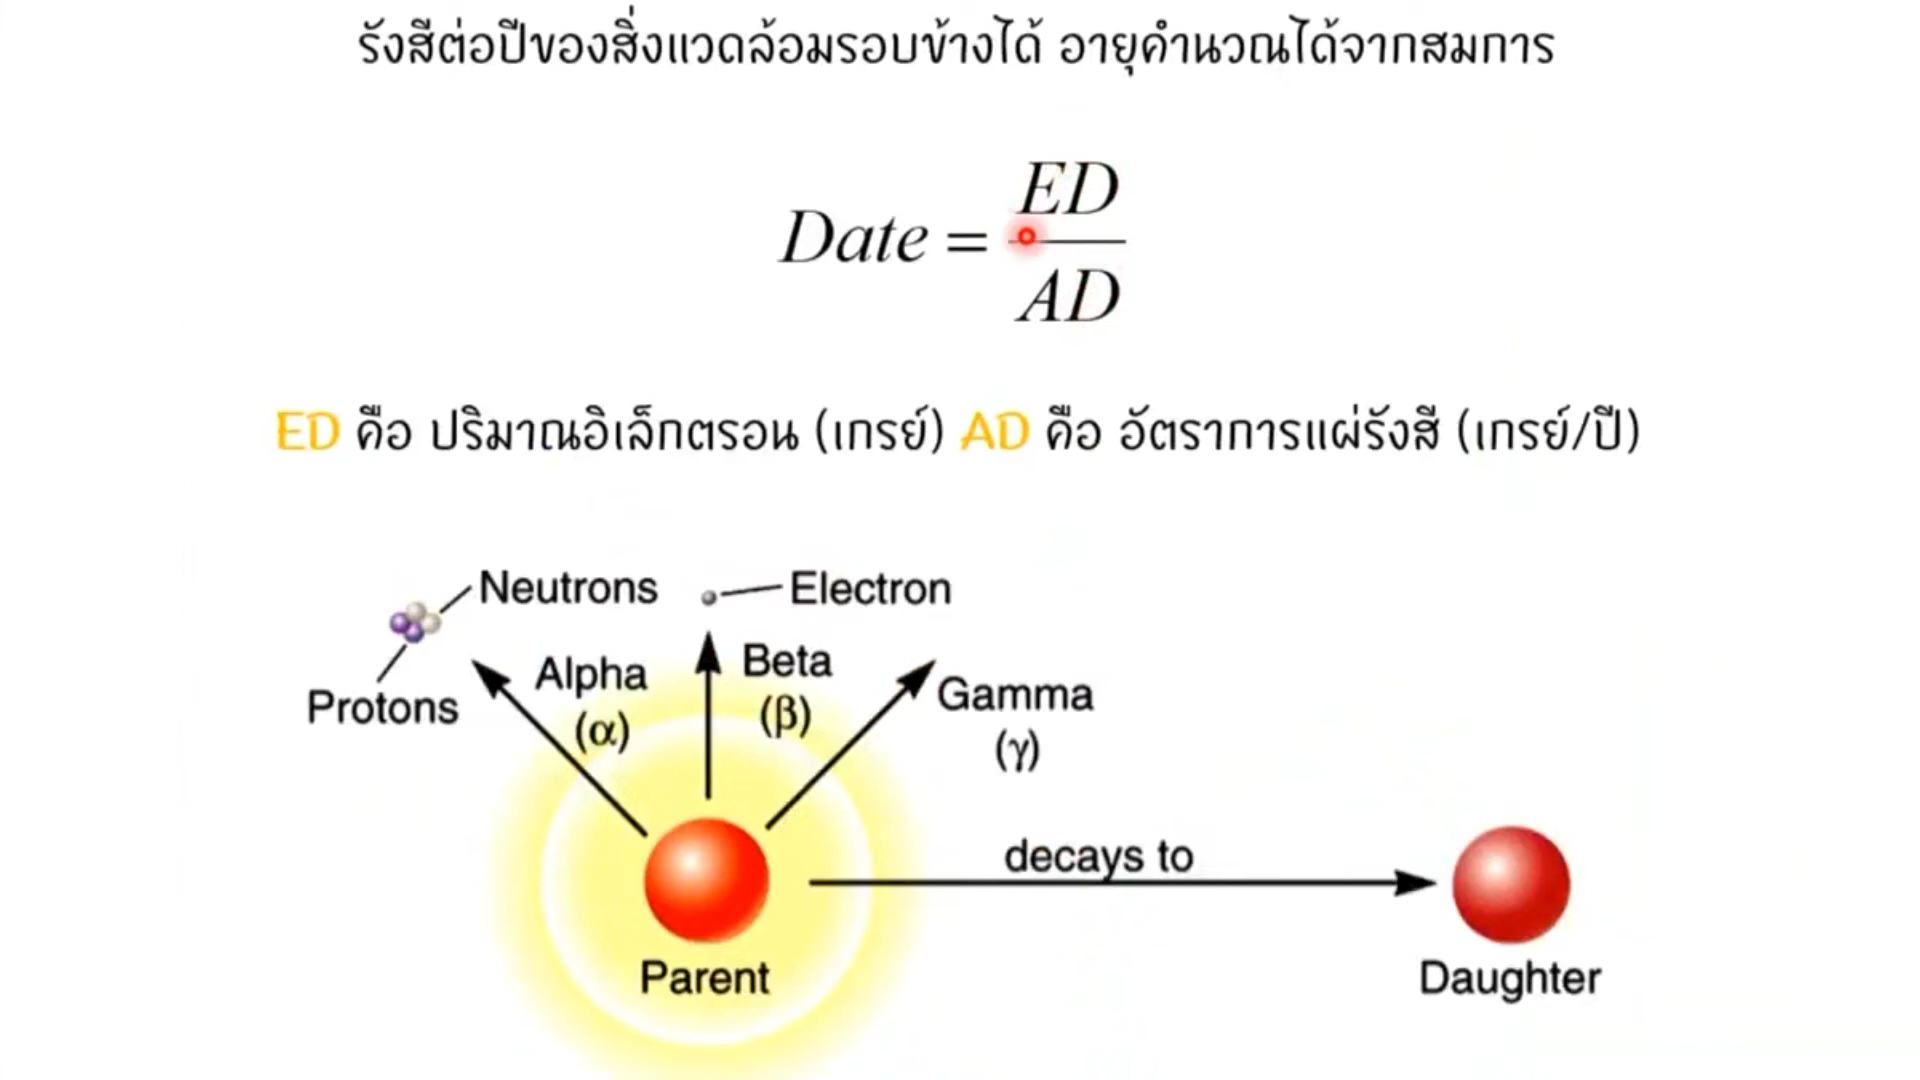 รังสีต่อปีของสิ่งแวดล้อมรอบข้างได้ อายุคำนวณได้จากสมการ
Date = ED / AD
ED คือ ปริมาณอิเล็กตรอน (เกรย์) AD คือ อัตราการแผ่รังสี (เกรย์/ปี)
Neutrons
Electron
Protons
Alpha
(α)
Beta
(β)
Gamma
(γ)
decays to
Parent
Daughter